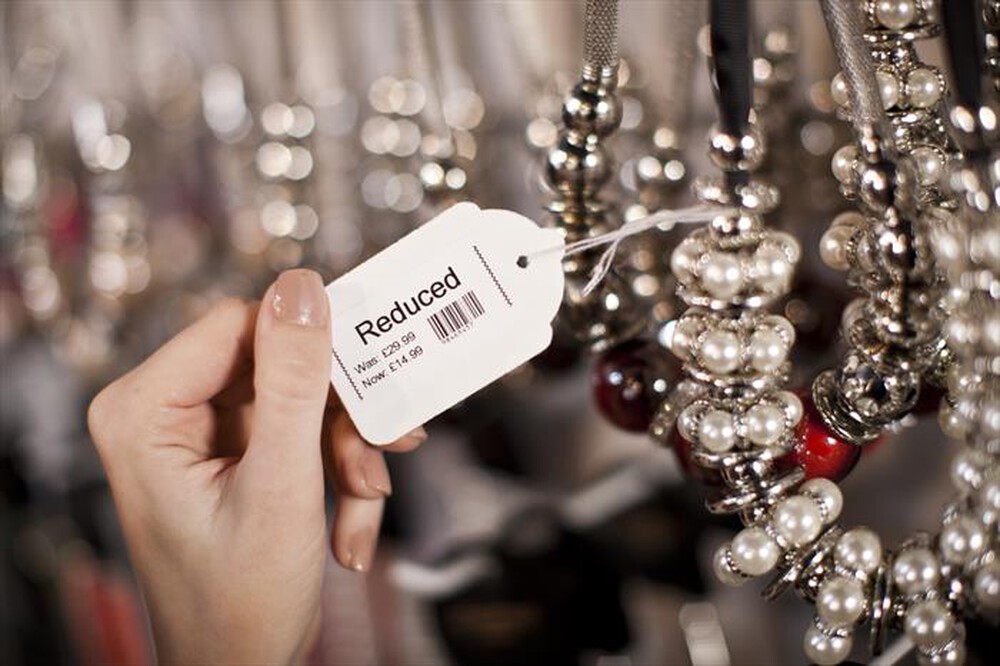 Reduced
Was: £29.99
Now: £14.99